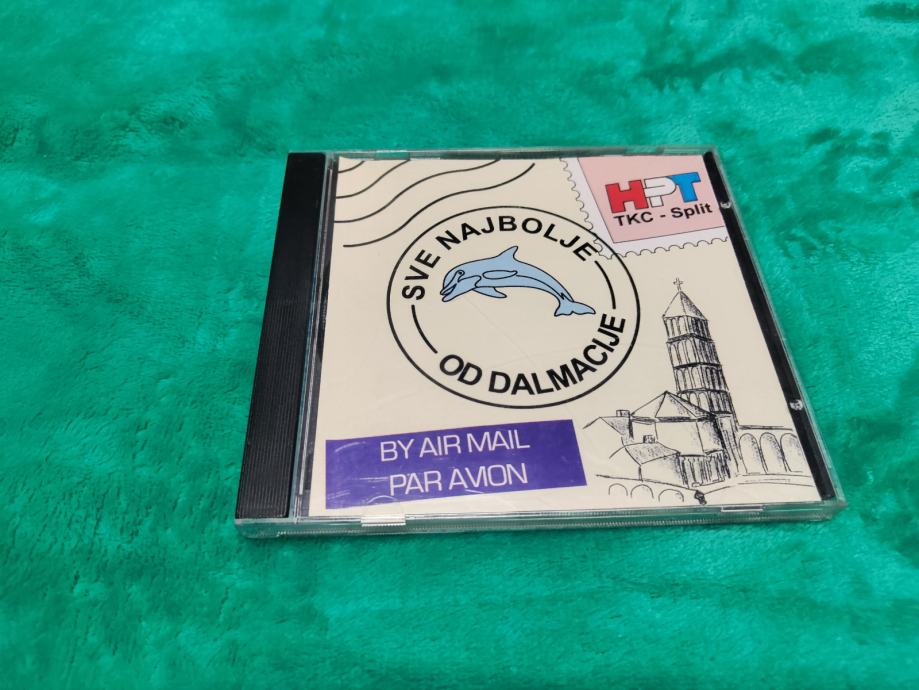 HPT
TKC - Split
SVE NAJBOLJE
OD DALMACIJE
BY AIR MAIL
PAR AVION